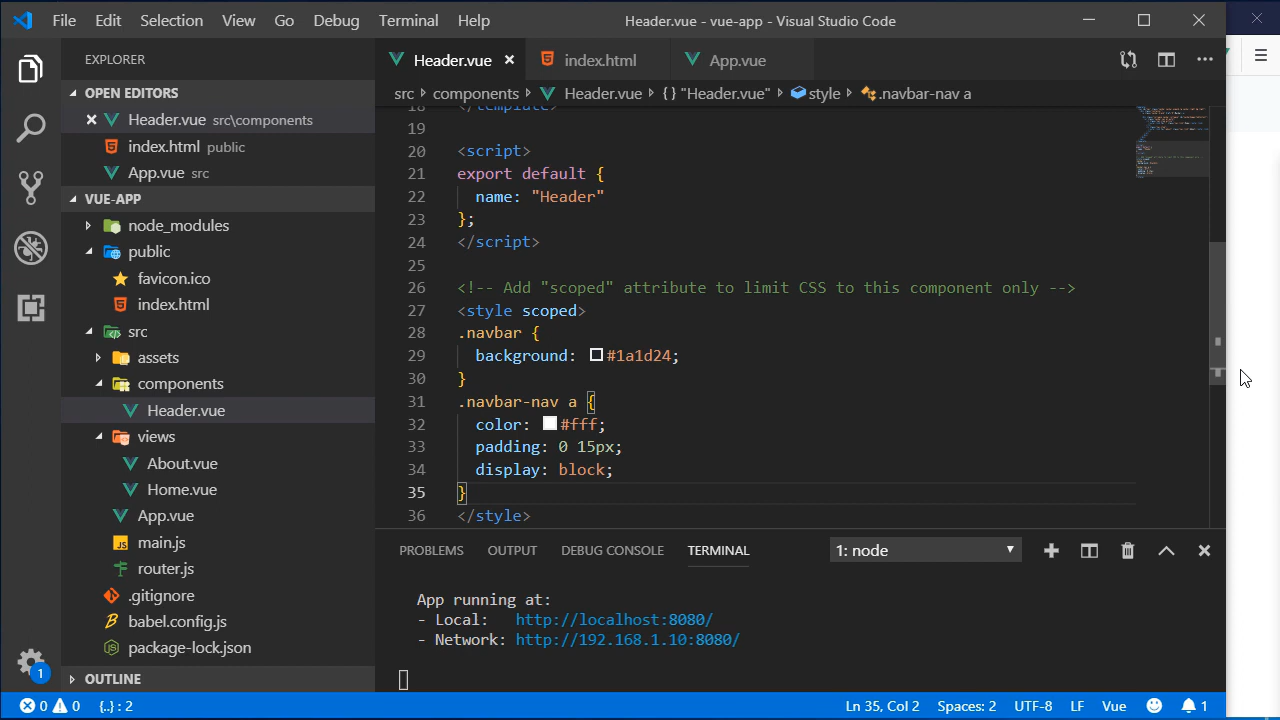 File Edit Selection View Go Debug Terminal Help
Header.vue - vue-app - Visual Studio Code
EXPLORER
OPEN EDITORS
Header.vue src\components
index.html public
App.vue src
VUE-APP
node_modules
public
favicon.ico
index.html
src
assets
components
Header.vue
views
About.vue
Home.vue
App.vue
main.js
router.js
.gitignore
babel.config.js
package-lock.json
OUTLINE
Header.vue index.html App.vue
src components Header.vue {} "Header.vue" style .navbar-nav a
18 </template>
19
20 <script>
21 export default {
22 name: "Header"
23 };
24 </script>
25
26 <!-- Add "scoped" attribute to limit CSS to this component only -->
27 <style scoped>
28 .navbar {
29 background: #1a1d24;
30 }
31 .navbar-nav a {
32 color: #fff;
33 padding: 0 15px;
34 display: block;
35 }
36 </style>
PROBLEMS OUTPUT DEBUG CONSOLE TERMINAL
1: node
App running at:
- Local: http://localhost:8080/
- Network: http://192.168.1.10:8080/
1
0 0 {..} : 2
Ln 35, Col 2 Spaces: 2 UTF-8 LF Vue 1